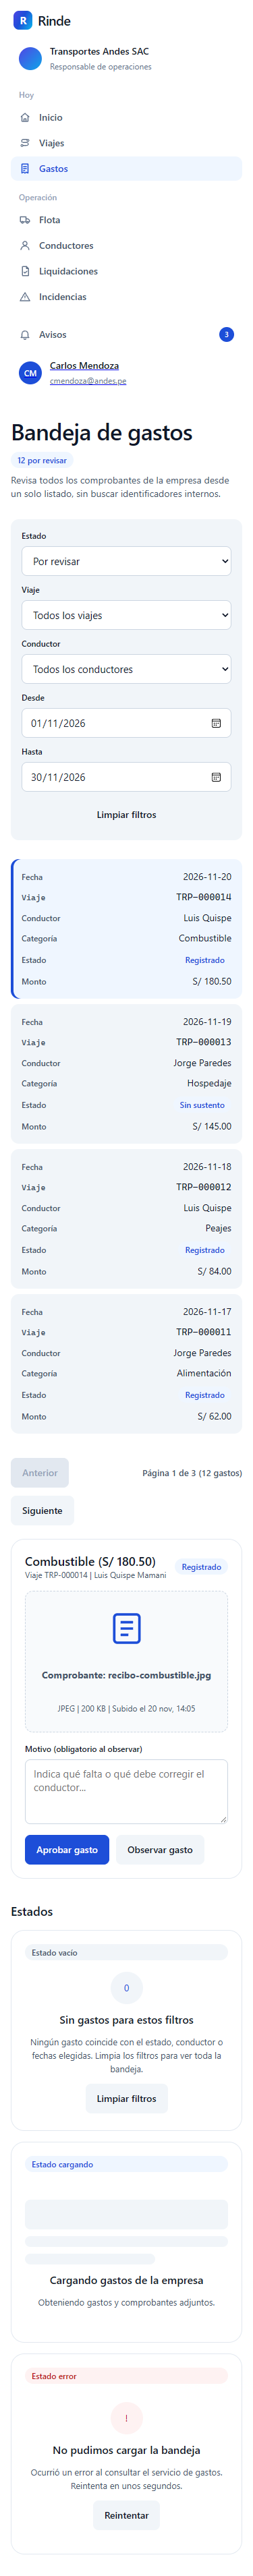 R Rinde
Transportes Andes SAC
Responsable de operaciones
Hoy
Inicio
Viajes
Gastos
Operación
Flota
Conductores
Liquidaciones
Incidencias
Avisos 3
CM Carlos Mendoza
cmendoza@andes.pe
Bandeja de gastos
12 por revisar
Revisa todos los comprobantes de la empresa desde
un solo listado, sin buscar identificadores internos.
Estado
Por revisar
Viaje
Todos los viajes
Conductor
Todos los conductores
Desde
01/11/2026
Hasta
30/11/2026
Limpiar filtros
Fecha 2026-11-20
Viaje TRP-000014
Conductor Luis Quispe
Categoría Combustible
Estado Registrado
Monto S/ 180.50
Fecha 2026-11-19
Viaje TRP-000013
Conductor Jorge Paredes
Categoría Hospedaje
Estado Sin sustento
Monto S/ 145.00
Fecha 2026-11-18
Viaje TRP-000012
Conductor Luis Quispe
Categoría Peajes
Estado Registrado
Monto S/ 84.00
Fecha 2026-11-17
Viaje TRP-000011
Conductor Jorge Paredes
Categoría Alimentación
Estado Registrado
Monto S/ 62.00
Anterior Página 1 de 3 (12 gastos)
Siguiente
Combustible (S/ 180.50) Registrado
Viaje TRP-000014 | Luis Quispe Mamani
Comprobante: recibo-combustible.jpg
JPEG | 200 KB | Subido el 20 nov, 14:05
Motivo (obligatorio al observar)
Indica qué falta o qué debe corregir el
conductor...
Aprobar gasto Observar gasto
Estados
Estado vacío
0
Sin gastos para estos filtros
Ningún gasto coincide con el estado, conductor o
fechas elegidas. Limpia los filtros para ver toda la
bandeja.
Limpiar filtros
Estado cargando
Cargando gastos de la empresa
Obteniendo gastos y comprobantes adjuntos.
Estado error
!
No pudimos cargar la bandeja
Ocurrió un error al consultar el servicio de gastos.
Reintenta en unos segundos.
Reintentar